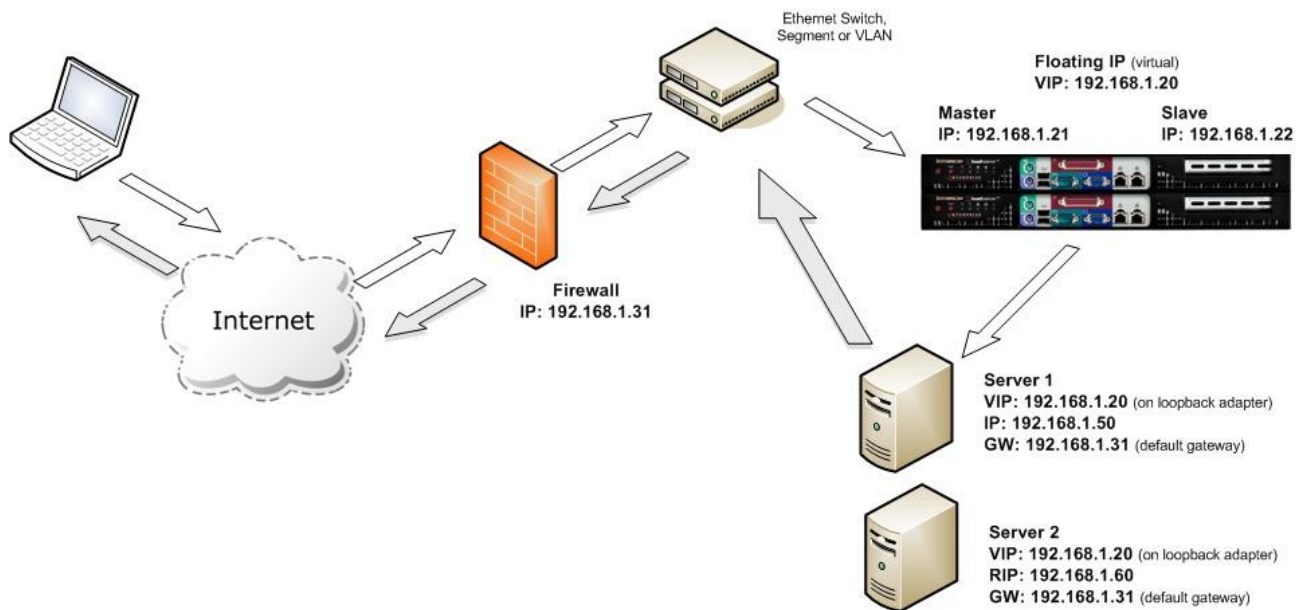 Ethernet Switch,
Segment or VLAN
Floating IP (virtual)
VIP: 192.168.1.20
Master
IP: 192.168.1.21
Slave
IP: 192.168.1.22
Internet
Firewall
IP: 192.168.1.31
Server 1
VIP: 192.168.1.20 (on loopback adapter)
IP: 192.168.1.50
GW: 192.168.1.31 (default gateway)
Server 2
VIP: 192.168.1.20 (on loopback adapter)
RIP: 192.168.1.60
GW: 192.168.1.31 (default gateway)